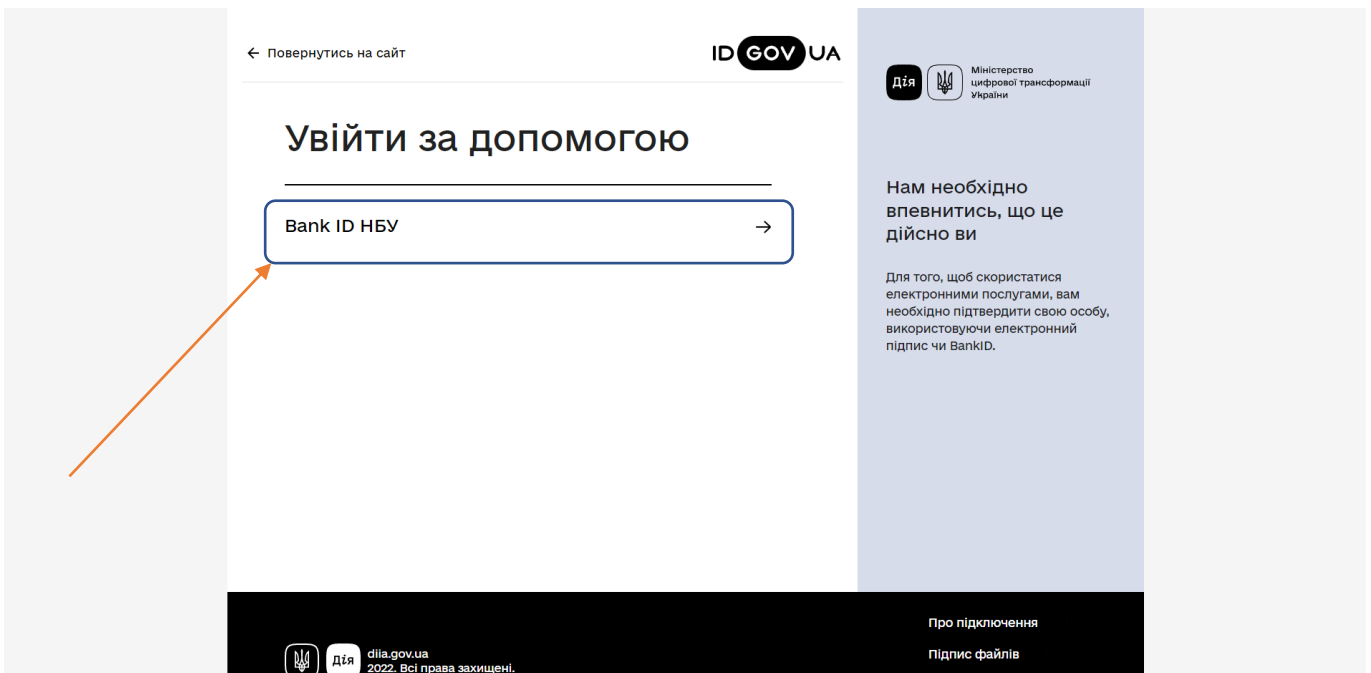 ← Повернутись на сайт
ID GOV UA
Увійти за допомогою
Bank ID НБУ →
Дія
Міністерство
цифрової трансформації
України
Нам необхідно
впевнитись, що це
дійсно ви
Для того, щоб скористатися
електронними послугами, вам
необхідно підтвердити свою особу,
використовуючи електронний
підпис чи BankID.
Дія
diia.gov.ua
2022. Всі права захищені.
Про підключення
Підпис файлів